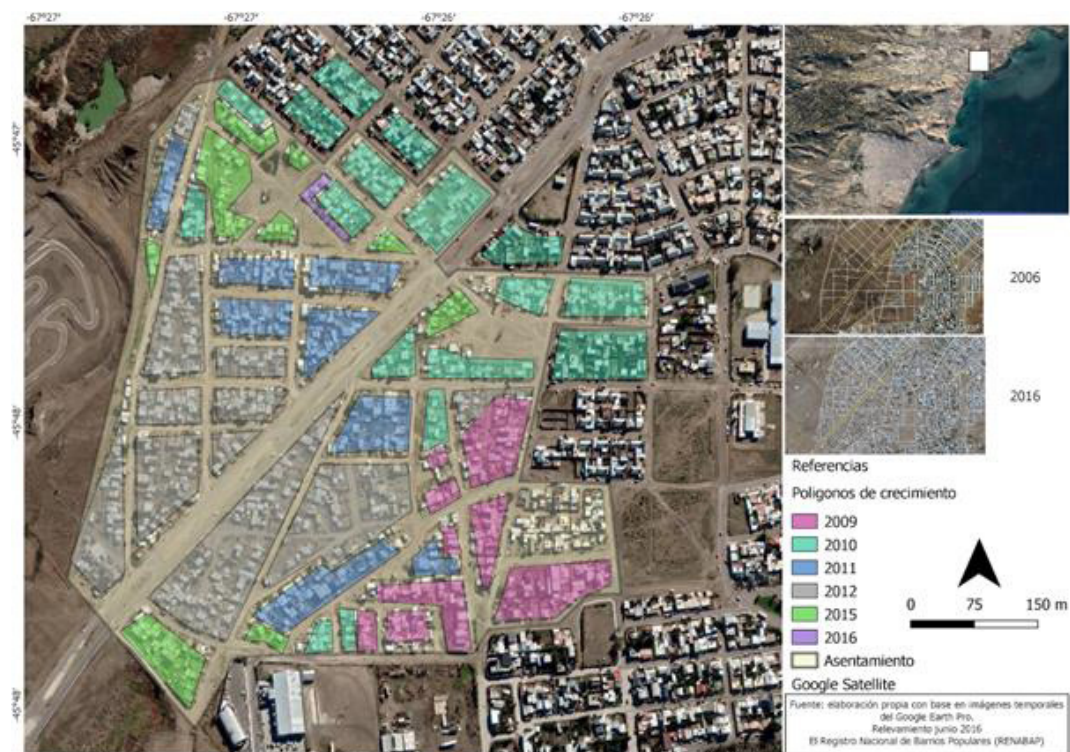 -67°27' -67°27' -67°26' -67°26'
-45°47'
-45°48'
-45°48'
2006
2016
Referencias
Poligonos de crecimiento
2009
2010
2011
2012
2015
2016
Asentamiento
Google Satellite
0 75 150 m
Fuente: elaboración propia con base en imágenes temporales
del Google Earth Pro.
Relevamiento junio 2016
El Registro Nacional de Barrios Populares (RENABAP)